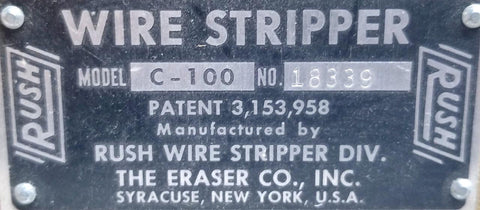 WIRE STRIPPER
RUSH
MODEL C-100 NO. 18339
RUSH
PATENT 3,153,958
Manufactured by
RUSH WIRE STRIPPER DIV.
THE ERASER CO., INC.
SYRACUSE, NEW YORK, U.S.A.